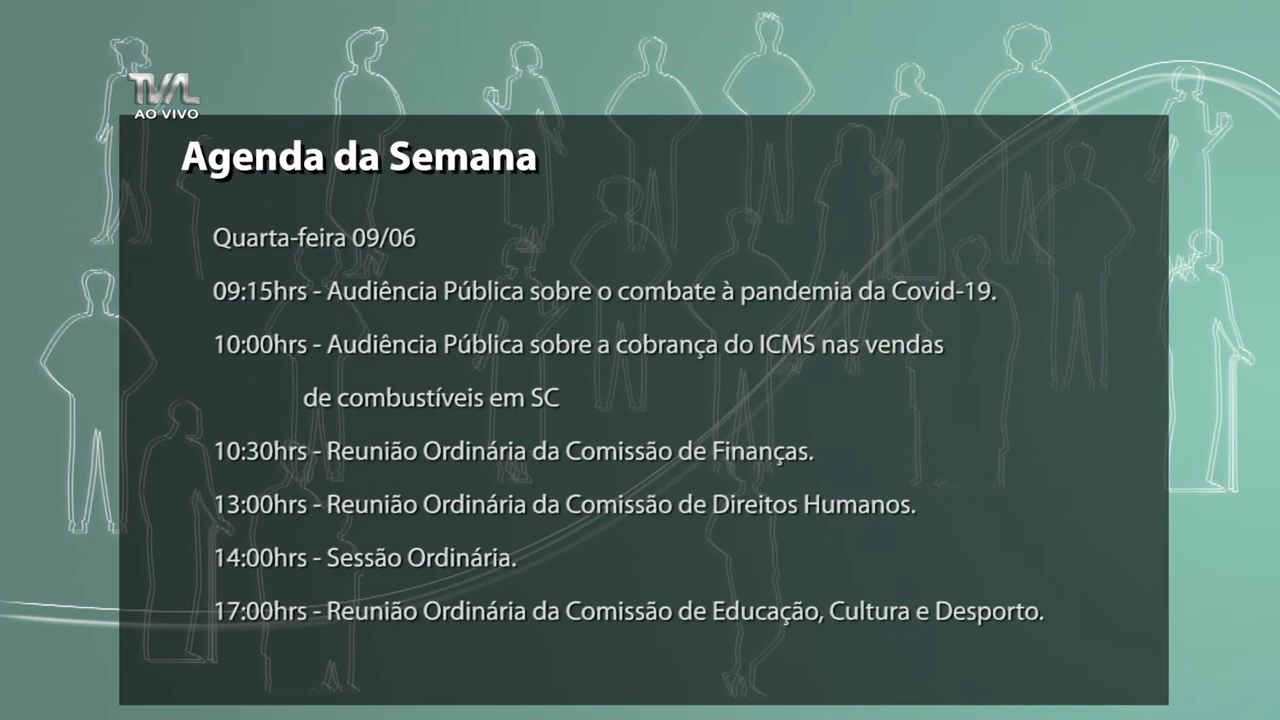 TVAL
AO VIVO
Agenda da Semana
Quarta-feira 09/06
09:15hrs - Audiência Pública sobre o combate à pandemia da Covid-19.
10:00hrs - Audiência Pública sobre a cobrança do ICMS nas vendas
de combustíveis em SC
10:30hrs - Reunião Ordinária da Comissão de Finanças.
13:00hrs - Reunião Ordinária da Comissão de Direitos Humanos.
14:00hrs - Sessão Ordinária.
17:00hrs - Reunião Ordinária da Comissão de Educação, Cultura e Desporto.